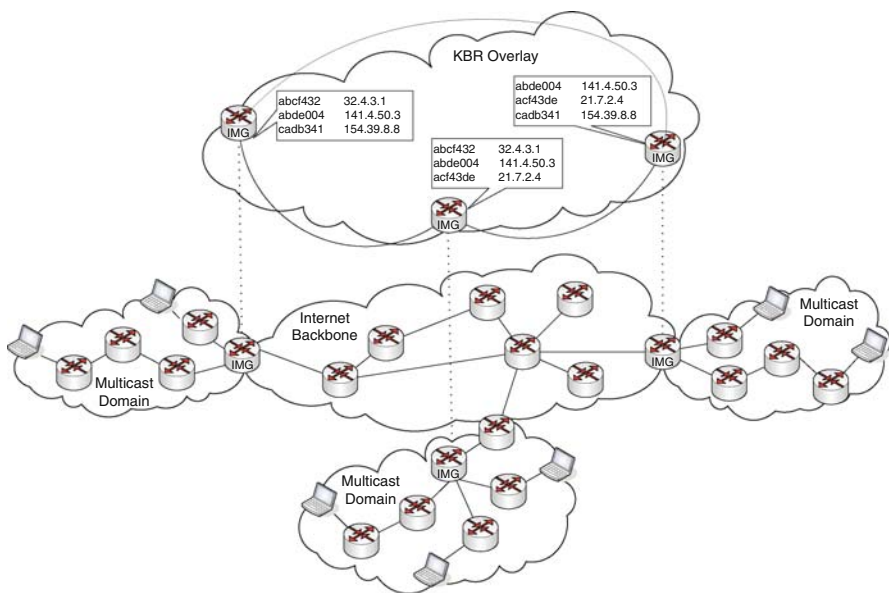 KBR Overlay
abcf432 32.4.3.1
abde004 141.4.50.3
cadb341 154.39.8.8
IMG
abde004 141.4.50.3
acf43de 21.7.2.4
cadb341 154.39.8.8
IMG
abcf432 32.4.3.1
abde004 141.4.50.3
acf43de 21.7.2.4
IMG
Internet
Backbone
Multicast
Domain
IMG
Multicast
Domain
IMG
Multicast
Domain
IMG